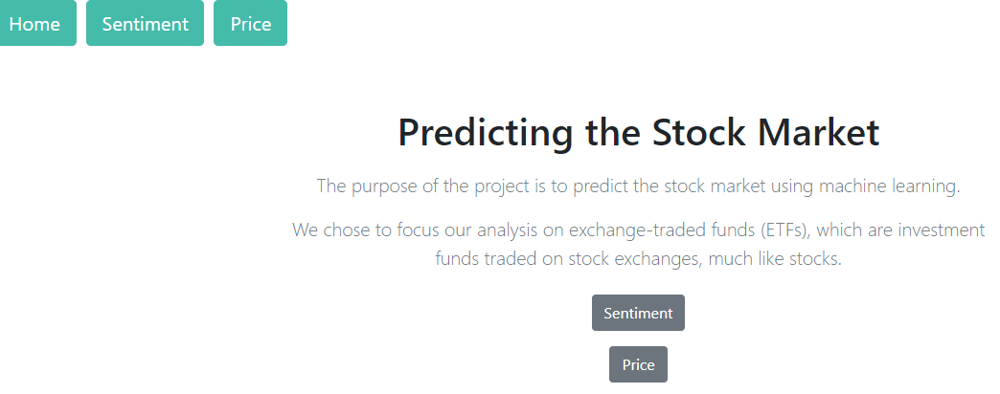 Home Sentiment Price
Predicting the Stock Market
The purpose of the project is to predict the stock market using machine learning.
We chose to focus our analysis on exchange-traded funds (ETFs), which are investment
funds traded on stock exchanges, much like stocks.
Sentiment
Price